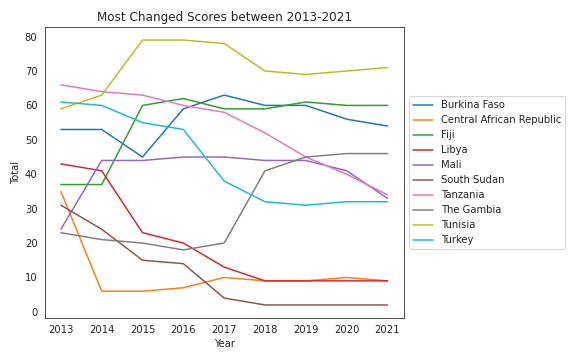 Most Changed Scores between 2013-2021
80
70
60
50
40
30
20
10
0
Total
2013 2014 2015 2016 2017 2018 2019 2020 2021
Year
Burkina Faso
Central African Republic
Fiji
Libya
Mali
South Sudan
Tanzania
The Gambia
Tunisia
Turkey